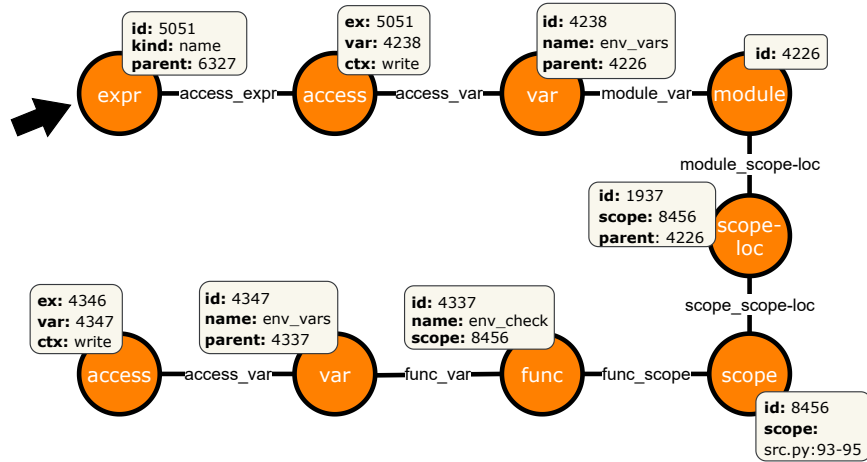 id: 5051
kind: name
parent: 6327
expr
access_expr
ex: 5051
var: 4238
ctx: write
access
access_var
id: 4238
name: env_vars
parent: 4226
var
module_var
id: 4226
module
module_scope-loc
id: 1937
scope: 8456
parent: 4226
scope-
loc
scope_scope-loc
ex: 4346
var: 4347
ctx: write
access
access_var
id: 4347
name: env_vars
parent: 4337
var
func_var
id: 4337
name: env_check
scope: 8456
func
func_scope
scope
id: 8456
scope:
src.py:93-95